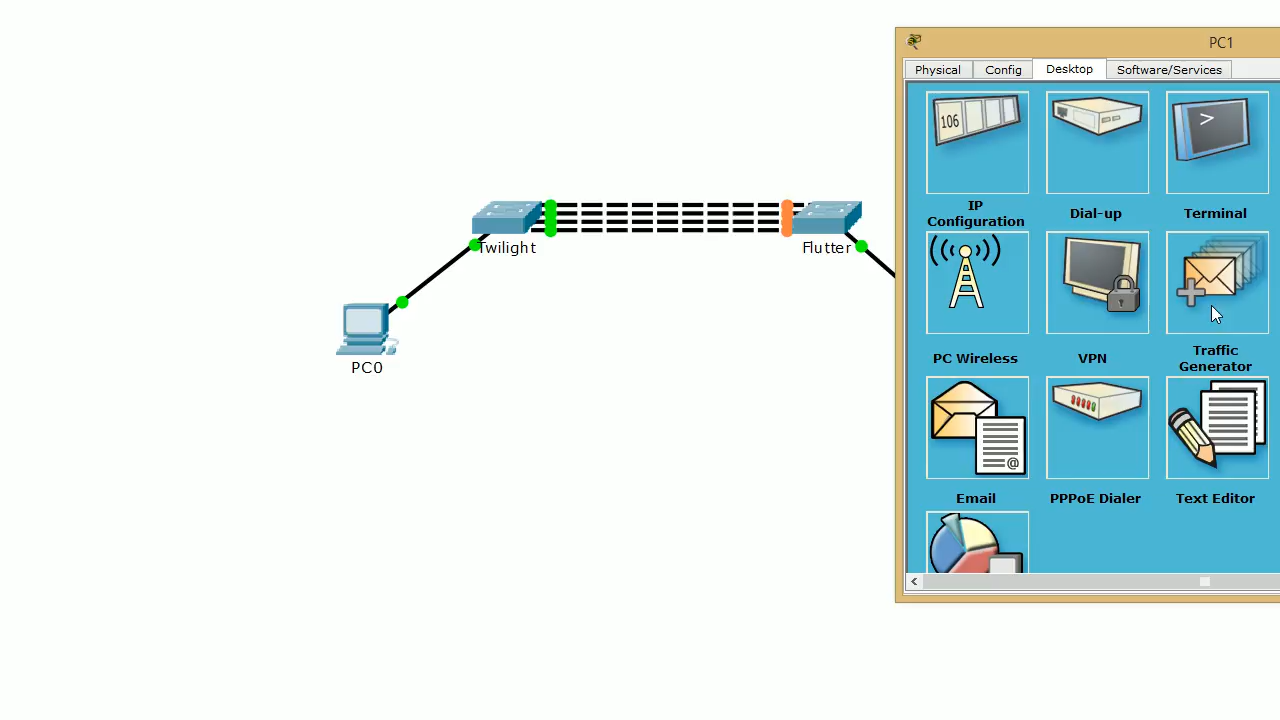 PC1
Physical Config Desktop Software/Services
106
>
IP
Configuration
Dial-up
Terminal
Twilight
Flutter
PC Wireless
VPN
Traffic
Generator
PC0
@
Email
PPPoE Dialer
Text Editor